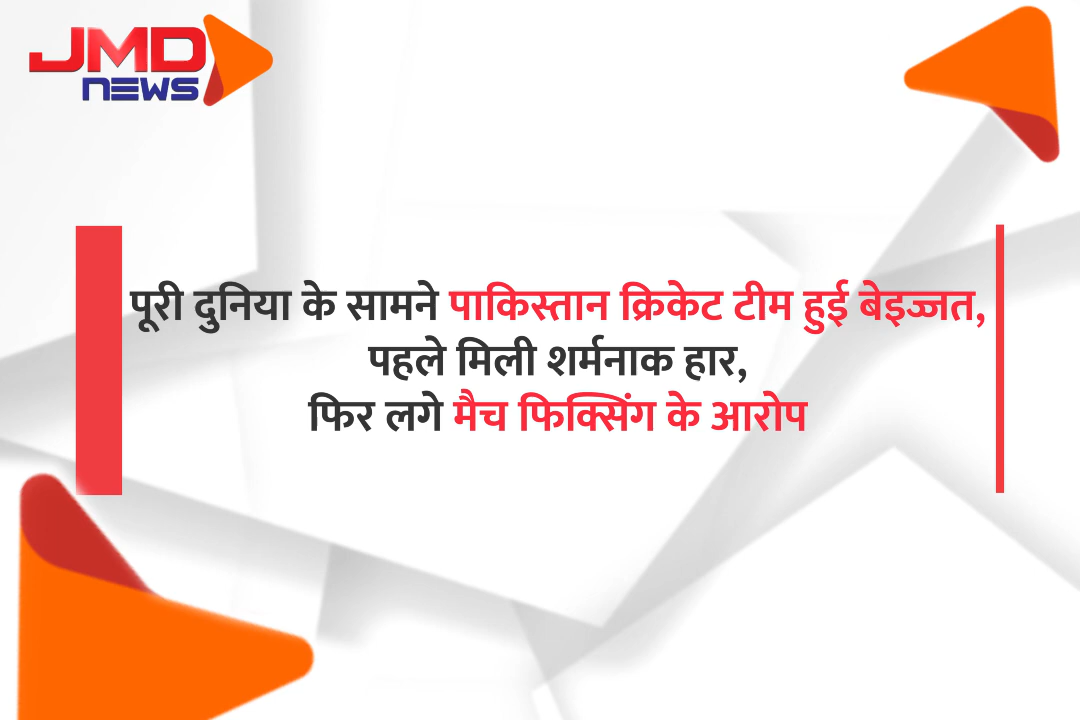 JMD
NEWS
पूरी दुनिया के सामने पाकिस्तान क्रिकेट टीम हुई बेइज्जत,
पहले मिली शर्मनाक हार,
फिर लगे मैच फिक्सिंग के आरोप